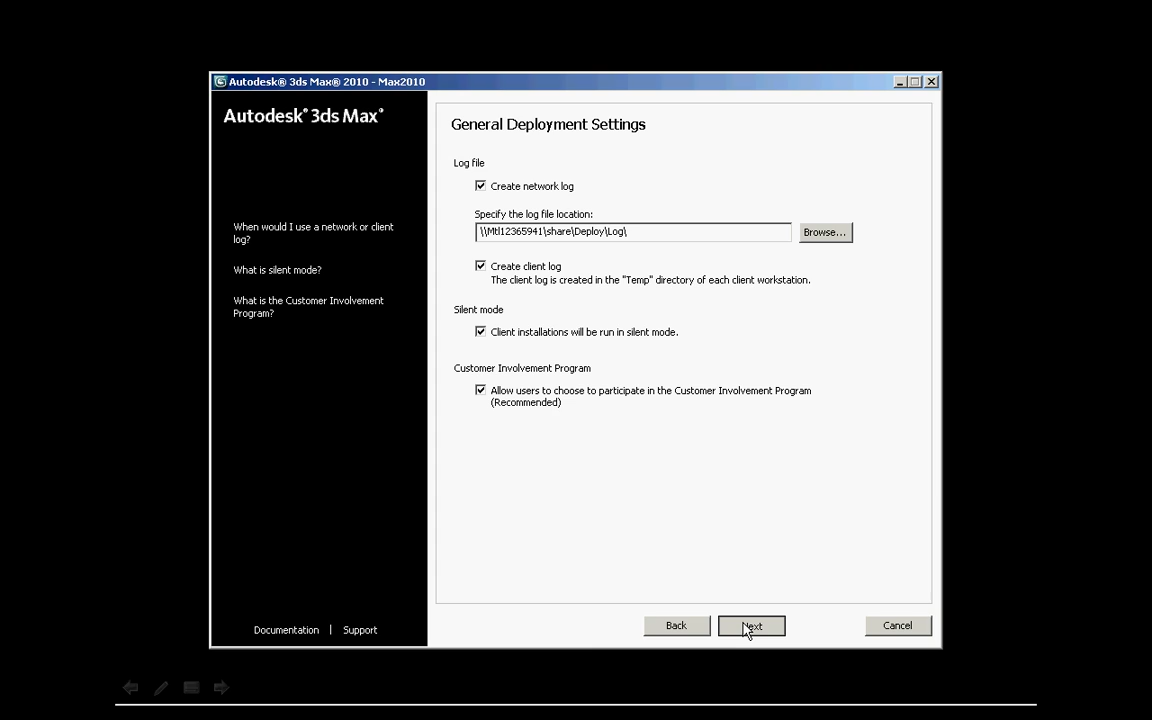 Autodesk® 3ds Max® 2010 - Max2010
Autodesk® 3ds Max®
When would I use a network or client
log?
What is silent mode?
What is the Customer Involvement
Program?
Documentation | Support
General Deployment Settings
Log file
Create network log
Specify the log file location:
\\Mtl12365941\share\Deploy\Log\
Browse...
Create client log
The client log is created in the "Temp" directory of each client workstation.
Silent mode
Client installations will be run in silent mode.
Customer Involvement Program
Allow users to choose to participate in the Customer Involvement Program
(Recommended)
Back
Next
Cancel